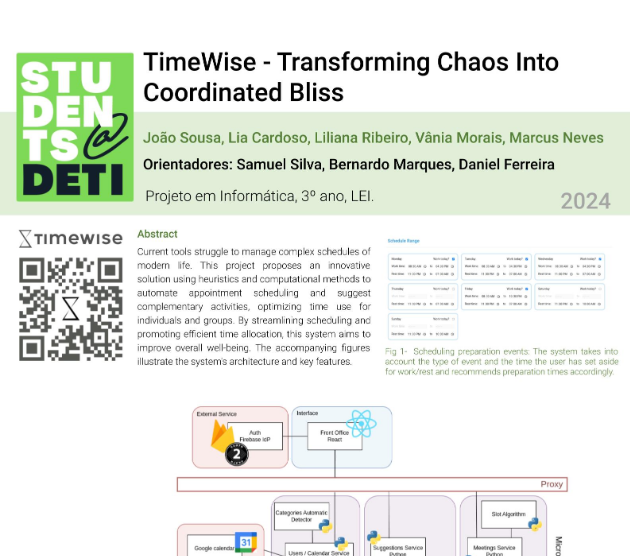 STU
DEN
TS@
DETI
TimeWise - Transforming Chaos Into
Coordinated Bliss
João Sousa, Lia Cardoso, Liliana Ribeiro, Vânia Morais, Marcus Neves
Orientadores: Samuel Silva, Bernardo Marques, Daniel Ferreira
Projeto em Informática, 3º ano, LEI.
2024
TIMEWISE
Abstract
Current tools struggle to manage complex schedules of
modern life. This project proposes an innovative
solution using heuristics and computational methods to
automate appointment scheduling and suggest
complementary activities, optimizing time use for
individuals and groups. By streamlining scheduling and
promoting efficient time allocation, this system aims to
improve overall well-being. The accompanying figures
illustrate the system's architecture and key features.
Schedule Range
Fig 1- Scheduling preparation events: The system takes into
account the type of event and the time the user has set aside
for work/rest and recommends preparation times accordingly.
External Service
Auth
Firebase InP
2
Interface
Front Office
React
Proxy
Categories Automatic
Detector
Slot Algorithm
Google calendar
31
Users / Calendar Service
Suggestions Service
Python
Meetings Service
Python